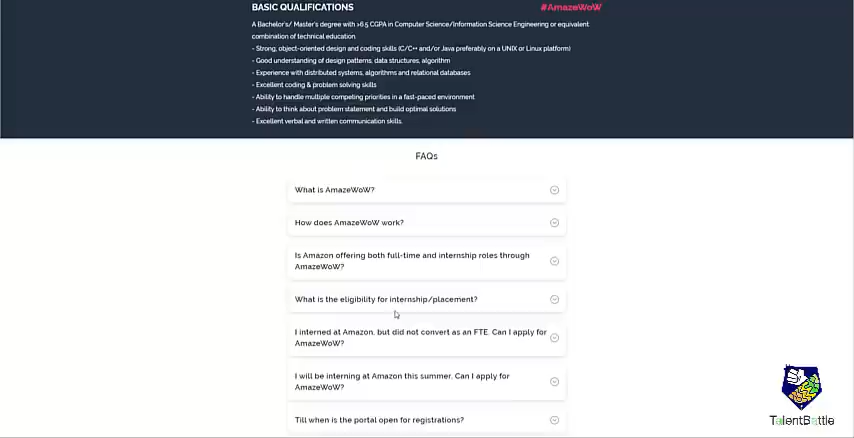 BASIC QUALIFICATIONS
#AmazeWoW
A Bachelor's/ Master's degree with >6.5 CGPA in Computer Science/Information Science Engineering or equivalent
combination of technical education.
- Strong, object-oriented design and coding skills (C/C++ and/or Java preferably on a UNIX or Linux platform)
- Good understanding of design patterns, data structures, algorithm
- Experience with distributed systems, algorithms and relational databases
- Excellent coding & problem solving skills
- Ability to handle multiple competing priorities in a fast-paced environment
- Ability to think about problem statement and build optimal solutions
- Excellent verbal and written communication skills.
FAQs
What is AmazeWoW?
How does AmazeWoW work?
Is Amazon offering both full-time and internship roles through
AmazeWoW?
What is the eligibility for internship/placement?
I interned at Amazon, but did not convert as an FTE. Can I apply for
AmazeWoW?
I will be interning at Amazon this summer. Can I apply for
AmazeWoW?
Till when is the portal open for registrations?
TalentBattle